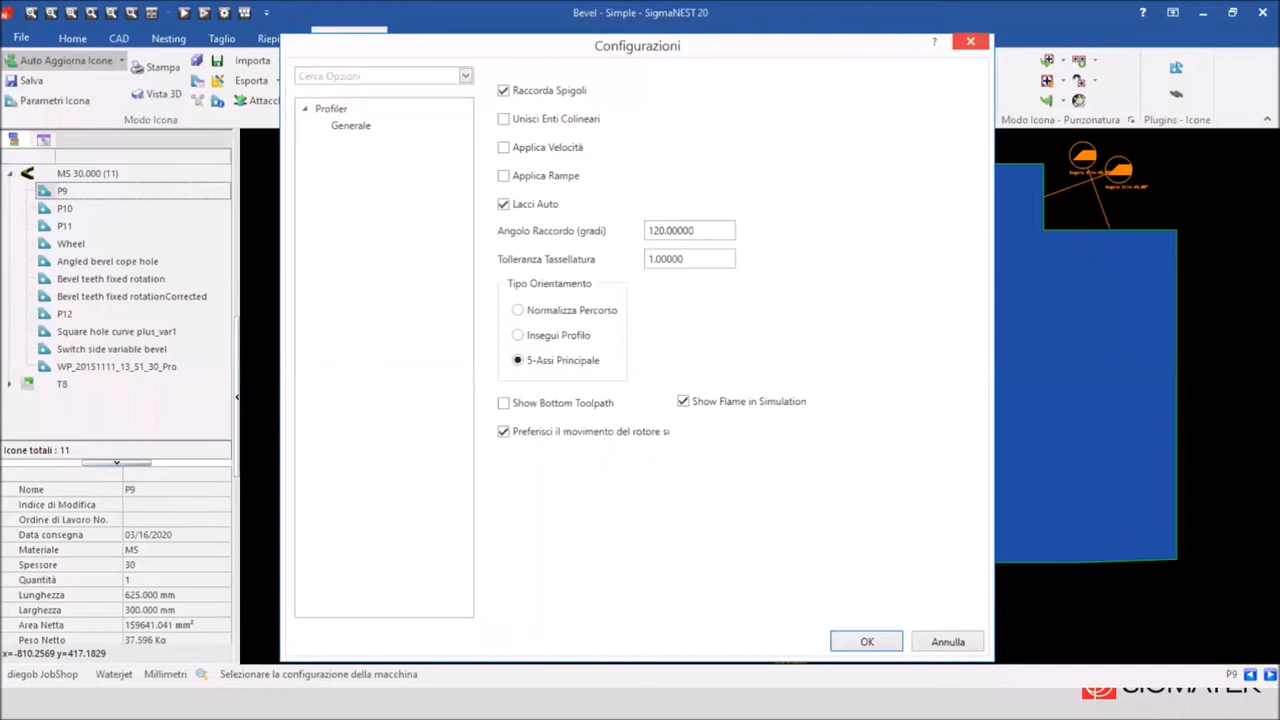 Bevel - Simple - SigmaNEST 20
File
Home
CAD
Nesting
Taglio
Auto Aggiorna Icone
Stampa
Importa
Salva
Vista 3D
Esporta
Parametri Icona
Modo Icona
Modo Icona - Punzonatura
Plugins - Icone
MS 30.000 (11)
P9
P10
P11
Wheel
Angled bevel cope hole
Bevel teeth fixed rotation
Bevel teeth fixed rotationCorrected
P12
Square hole curve plus_var1
Switch side variable bevel
WP_20151111_13_51_30_Pro
T8
Icone totali : 11
Nome P9
Indice di Modifica
Ordine di Lavoro No.
Data consegna 03/16/2020
Materiale MS
Spessore 30
Quantità 1
Lunghezza 625.000 mm
Larghezza 300.000 mm
Area Netta 159641.041 mm²
Peso Netto 37.596 Kg
x=-810.2569 y=417.1829
Configurazioni
?
Cerca Opzioni
Profiler
Generale
Raccorda Spigoli
Unisci Enti Colineari
Applica Velocità
Applica Rampe
Lacci Auto
Angolo Raccordo (gradi) 120.00000
Tolleranza Tassellatura 1.00000
Tipo Orientamento
Normalizza Percorso
Insegui Profilo
5-Assi Principale
Show Bottom Toolpath
Show Flame in Simulation
Preferisci il movimento del rotore
OK
Annulla
diegob JobShop
Waterjet
Millimetri
Selezionare la configurazione della macchina
P9